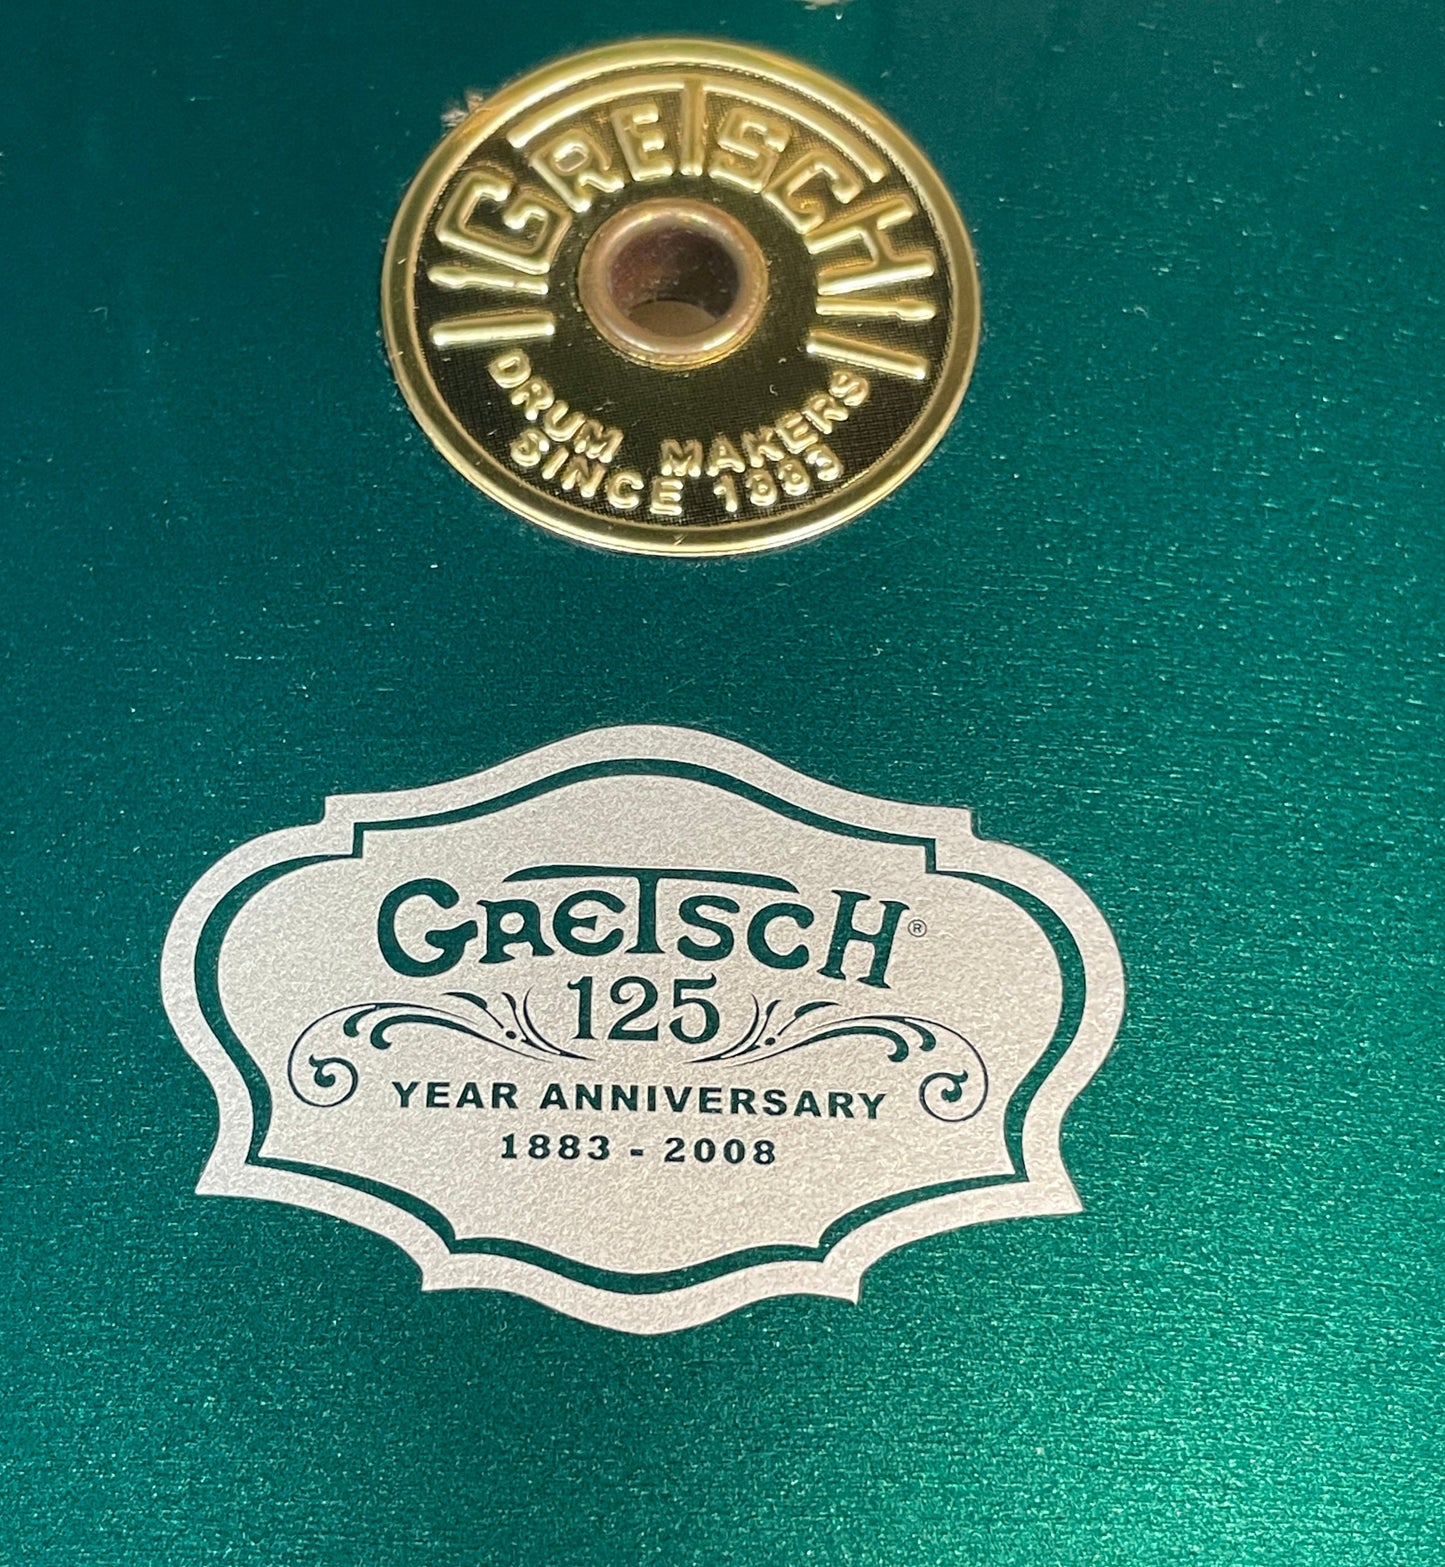 GRETSCH
DRUM MAKERS
SINCE 1883
GRETSCH®
125
YEAR ANNIVERSARY
1883 - 2008